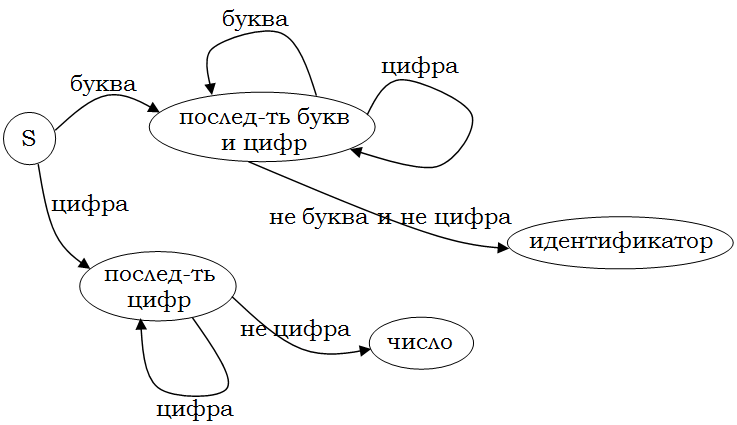 буква
цифра
буква
послед-ть букв
и цифр
S
цифра
не буква и не цифра
идентификатор
послед-ть
цифр
не цифра
число
цифра